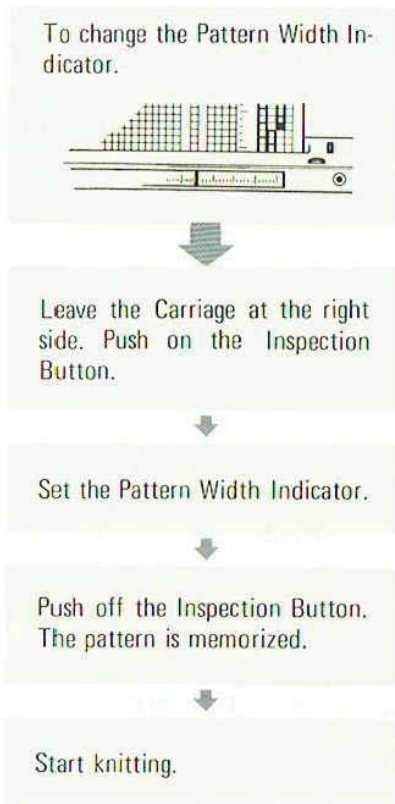 To change the Pattern Width In-
dicator.
Leave the Carriage at the right
side. Push on the Inspection
Button.
Set the Pattern Width Indicator.
Push off the Inspection Button.
The pattern is memorized.
Start knitting.